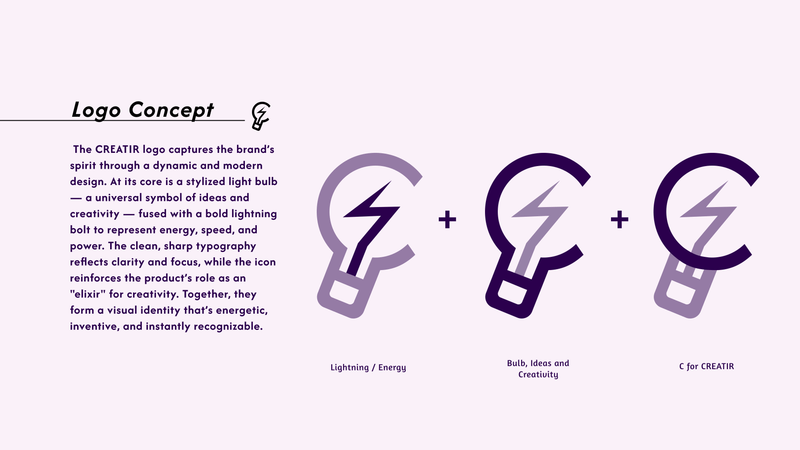 Logo Concept
The CREATIR logo captures the brand's
spirit through a dynamic and modern
design. At its core is a stylized light bulb
— a universal symbol of ideas and
creativity — fused with a bold lightning
bolt to represent energy, speed, and
power. The clean, sharp typography
reflects clarity and focus, while the icon
reinforces the product's role as an
"elixir" for creativity. Together, they
form a visual identity that's energetic,
inventive, and instantly recognizable.
+
+
Lightning / Energy
Bulb, Ideas and
Creativity
C for CREATIR